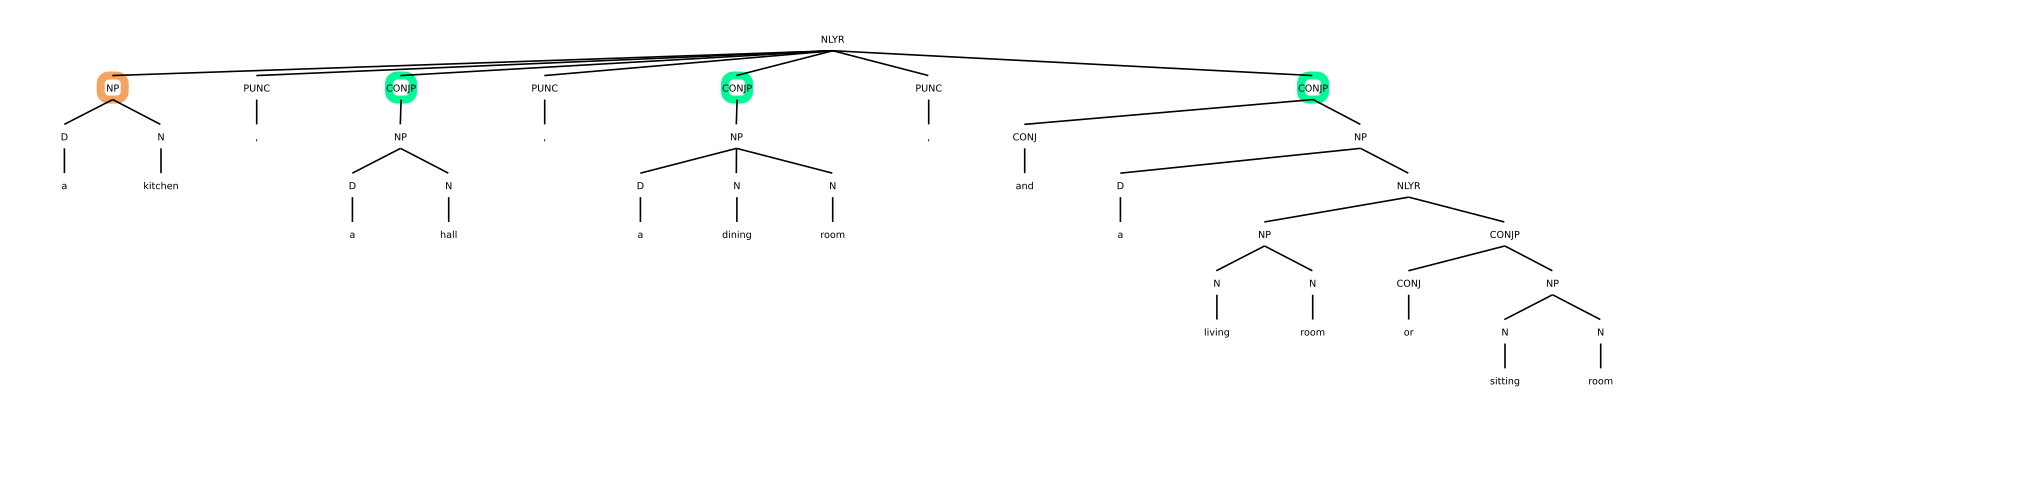 NLYR
NP PUNC CONJP PUNC CONJP PUNC CONJP
D N , NP , NP , CONJ NP
a kitchen D N D N N and D NLYR
a hall a dining room a NP CONJP
N N CONJ NP
living room or N N
sitting room